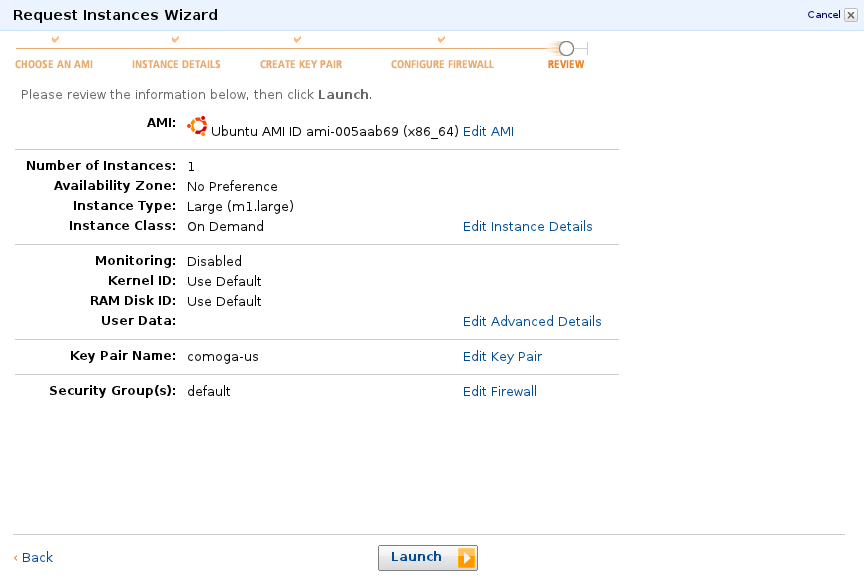 Request Instances Wizard
Cancel
CHOOSE AN AMI INSTANCE DETAILS CREATE KEY PAIR CONFIGURE FIREWALL REVIEW
Please review the information below, then click Launch.
AMI: Ubuntu AMI ID ami-005aab69 (x86_64) Edit AMI
Number of Instances: 1
Availability Zone: No Preference
Instance Type: Large (m1.large)
Instance Class: On Demand Edit Instance Details
Monitoring: Disabled
Kernel ID: Use Default
RAM Disk ID: Use Default
User Data: Edit Advanced Details
Key Pair Name: comoga-us Edit Key Pair
Security Group(s): default Edit Firewall
‹ Back Launch